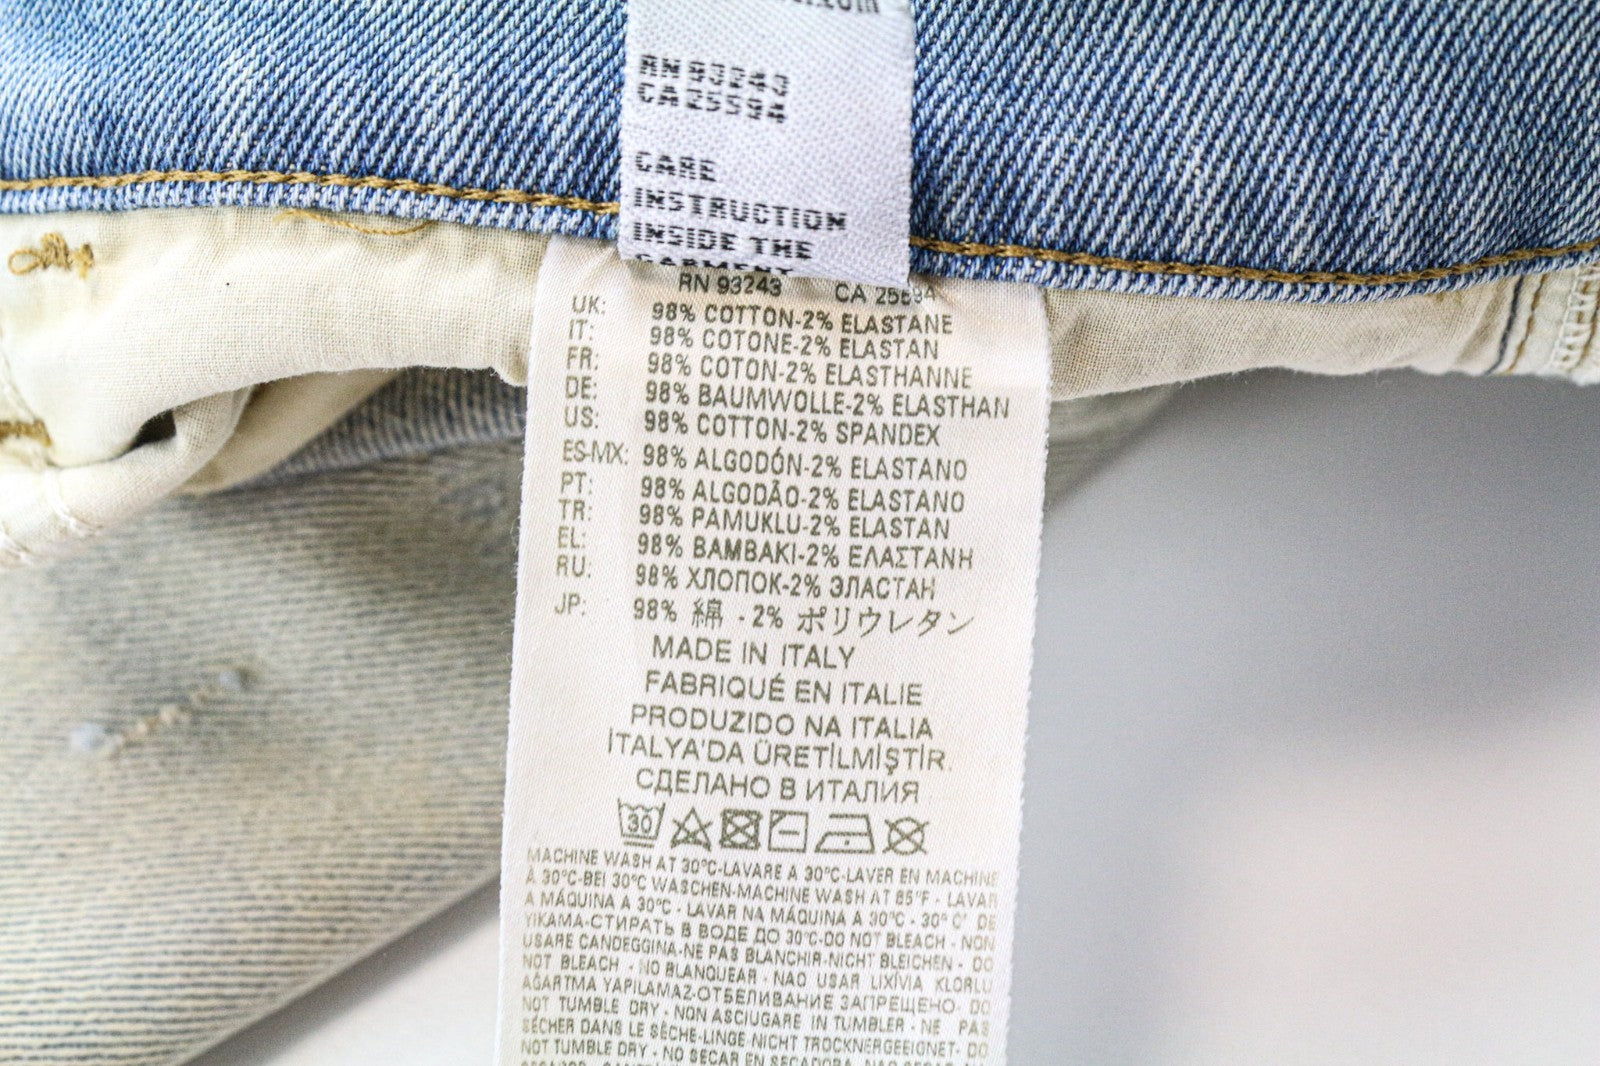 RN 93243
CA 25594
CARE
INSTRUCTION
INSIDE THE
GARMENT
RN 93243 CA 25594
UK: 98% COTTON-2% ELASTANE
IT: 98% COTONE-2% ELASTAN
FR: 98% COTON-2% ELASTHANNE
DE: 98% BAUMWOLLE-2% ELASTHAN
US: 98% COTTON-2% SPANDEX
ES-MX: 98% ALGODÓN-2% ELASTANO
PT: 98% ALGODÃO-2% ELASTANO
TR: 98% PAMUKLU-2% ELASTAN
EL: 98% BAMBAKI-2% ΕΛΑΣΤΑΝΗ
RU: 98% ХЛОПОК-2% ЭЛАСТАН
JP: 98% 綿 - 2% ポリウレタン
MADE IN ITALY
FABRIQUÉ EN ITALIE
PRODUZIDO NA ITALIA
İTALYA'DA ÜRETİLMİŞTİR.
СДЕЛАНО В ИТАЛИЯ
30
MACHINE WASH AT 30°C-LAVARE A 30°C-LAVER EN MACHINE
À 30°C-BEI 30°C WASCHEN-MACHINE WASH AT 85°F - LAVAR
A MÁQUINA A 30°C - LAVAR NA MÁQUINA A 30°C - 30° C' DE
YIKAMA-СТИРАТЬ В ВОДЕ ДО 30°C-DO NOT BLEACH - NON
USARE CANDEGGINA-NE PAS BLANCHIR-NICHT BLEICHEN - DO
NOT BLEACH - NO BLANQUEAR - NAO USAR LIXÍVIA KLORLU
AĞARTMA YAPILAMAZ-ОТБЕЛИВАНИЕ ЗАПРЕЩЕНО- DO
NOT TUMBLE DRY - NON ASCIUGARE IN TUMBLER - NE PAS
SÉCHER DANS LE SÈCHE-LINGE-NICHT TROCKNERGEEIGNET- DO
NOT TUMBLE DRY - NO SECAR EN SECADORA, NAO